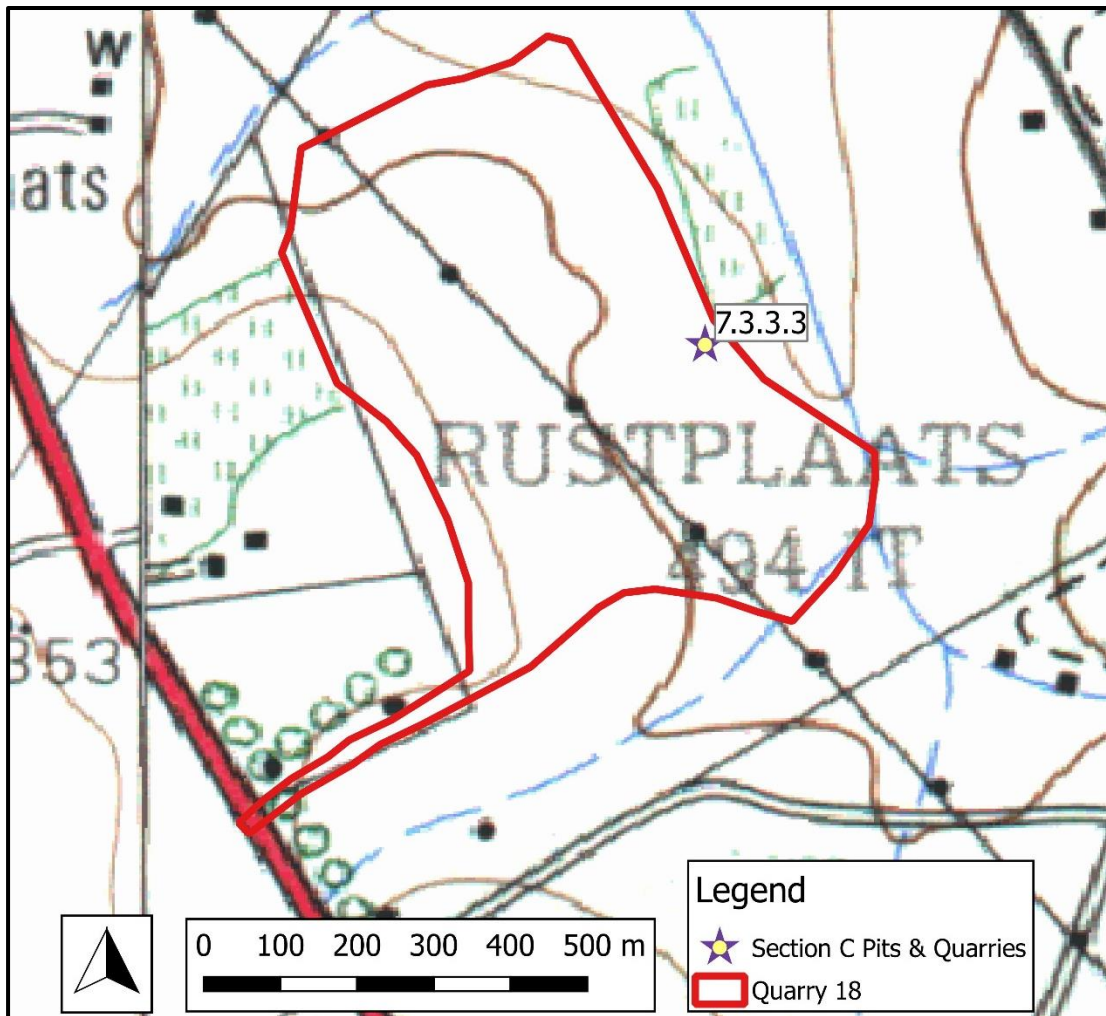 W
aats
7.3.3.3
RUSTPLAATS
494 IT
353
0 100 200 300 400 500 m
Legend
Section C Pits & Quarries
Quarry 18